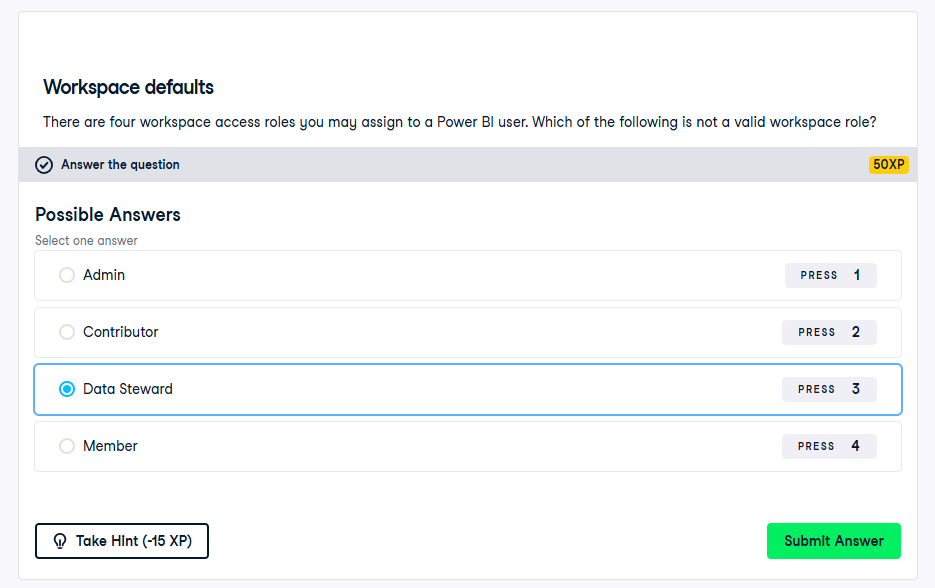 Workspace defaults
There are four workspace access roles you may assign to a Power BI user. Which of the following is not a valid workspace role?
Answer the question
50XP
Possible Answers
Select one answer
Admin
PRESS 1
Contributor
PRESS 2
Data Steward
PRESS 3
Member
PRESS 4
Take Hint (-15 XP)
Submit Answer